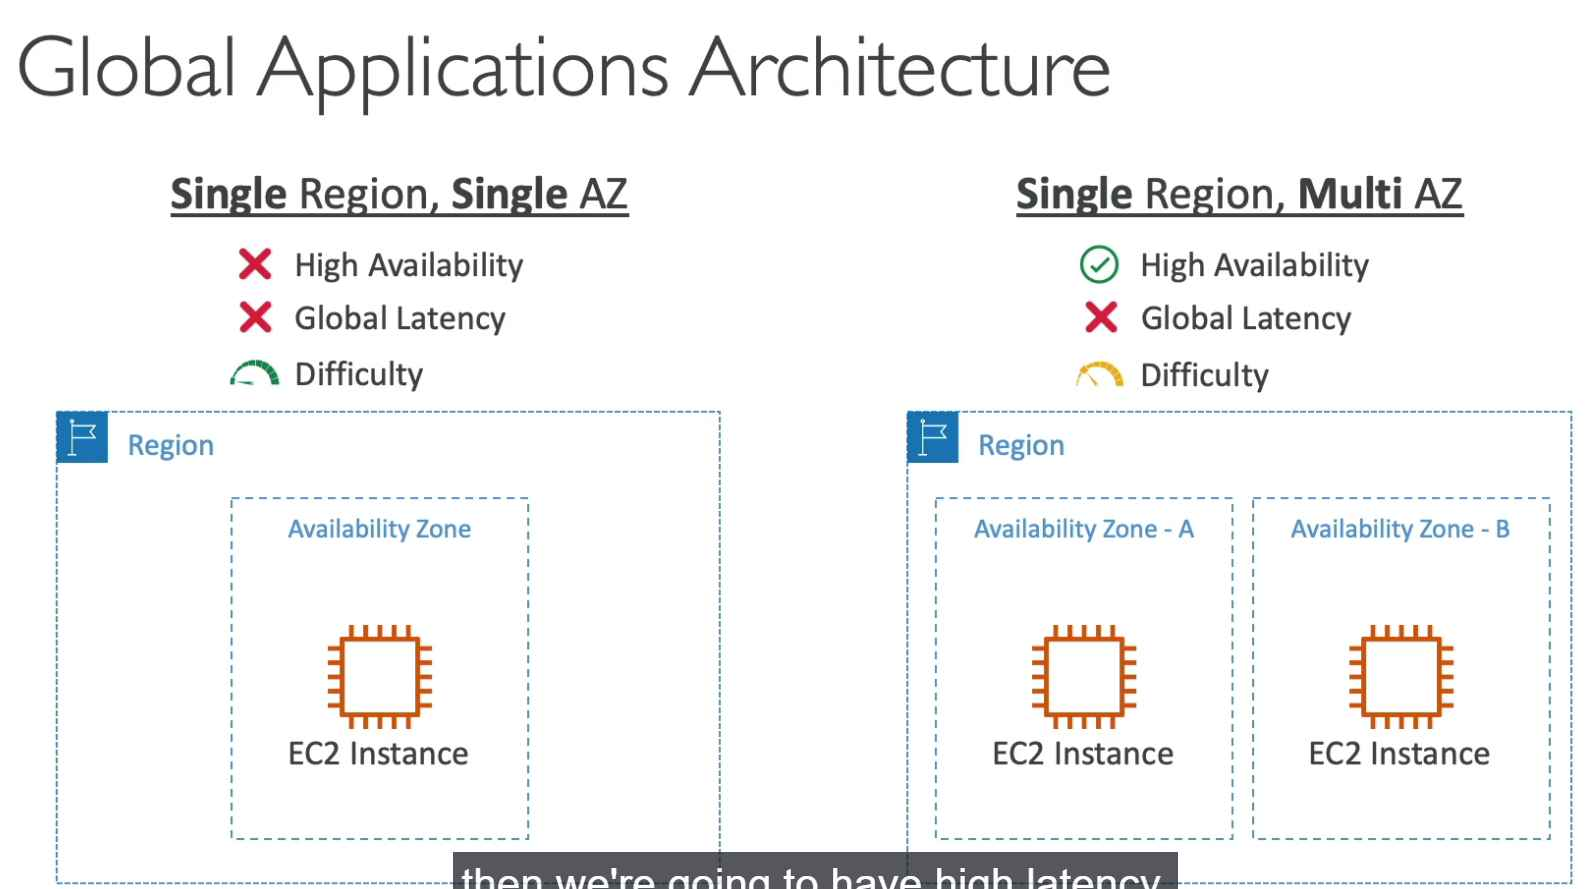 Global Applications Architecture
Single Region, Single AZ
High Availability
Global Latency
Difficulty
Region
Availability Zone
EC2 Instance
Single Region, Multi AZ
High Availability
Global Latency
Difficulty
Region
Availability Zone - A
EC2 Instance
Availability Zone - B
EC2 Instance
then we're going to have high latency